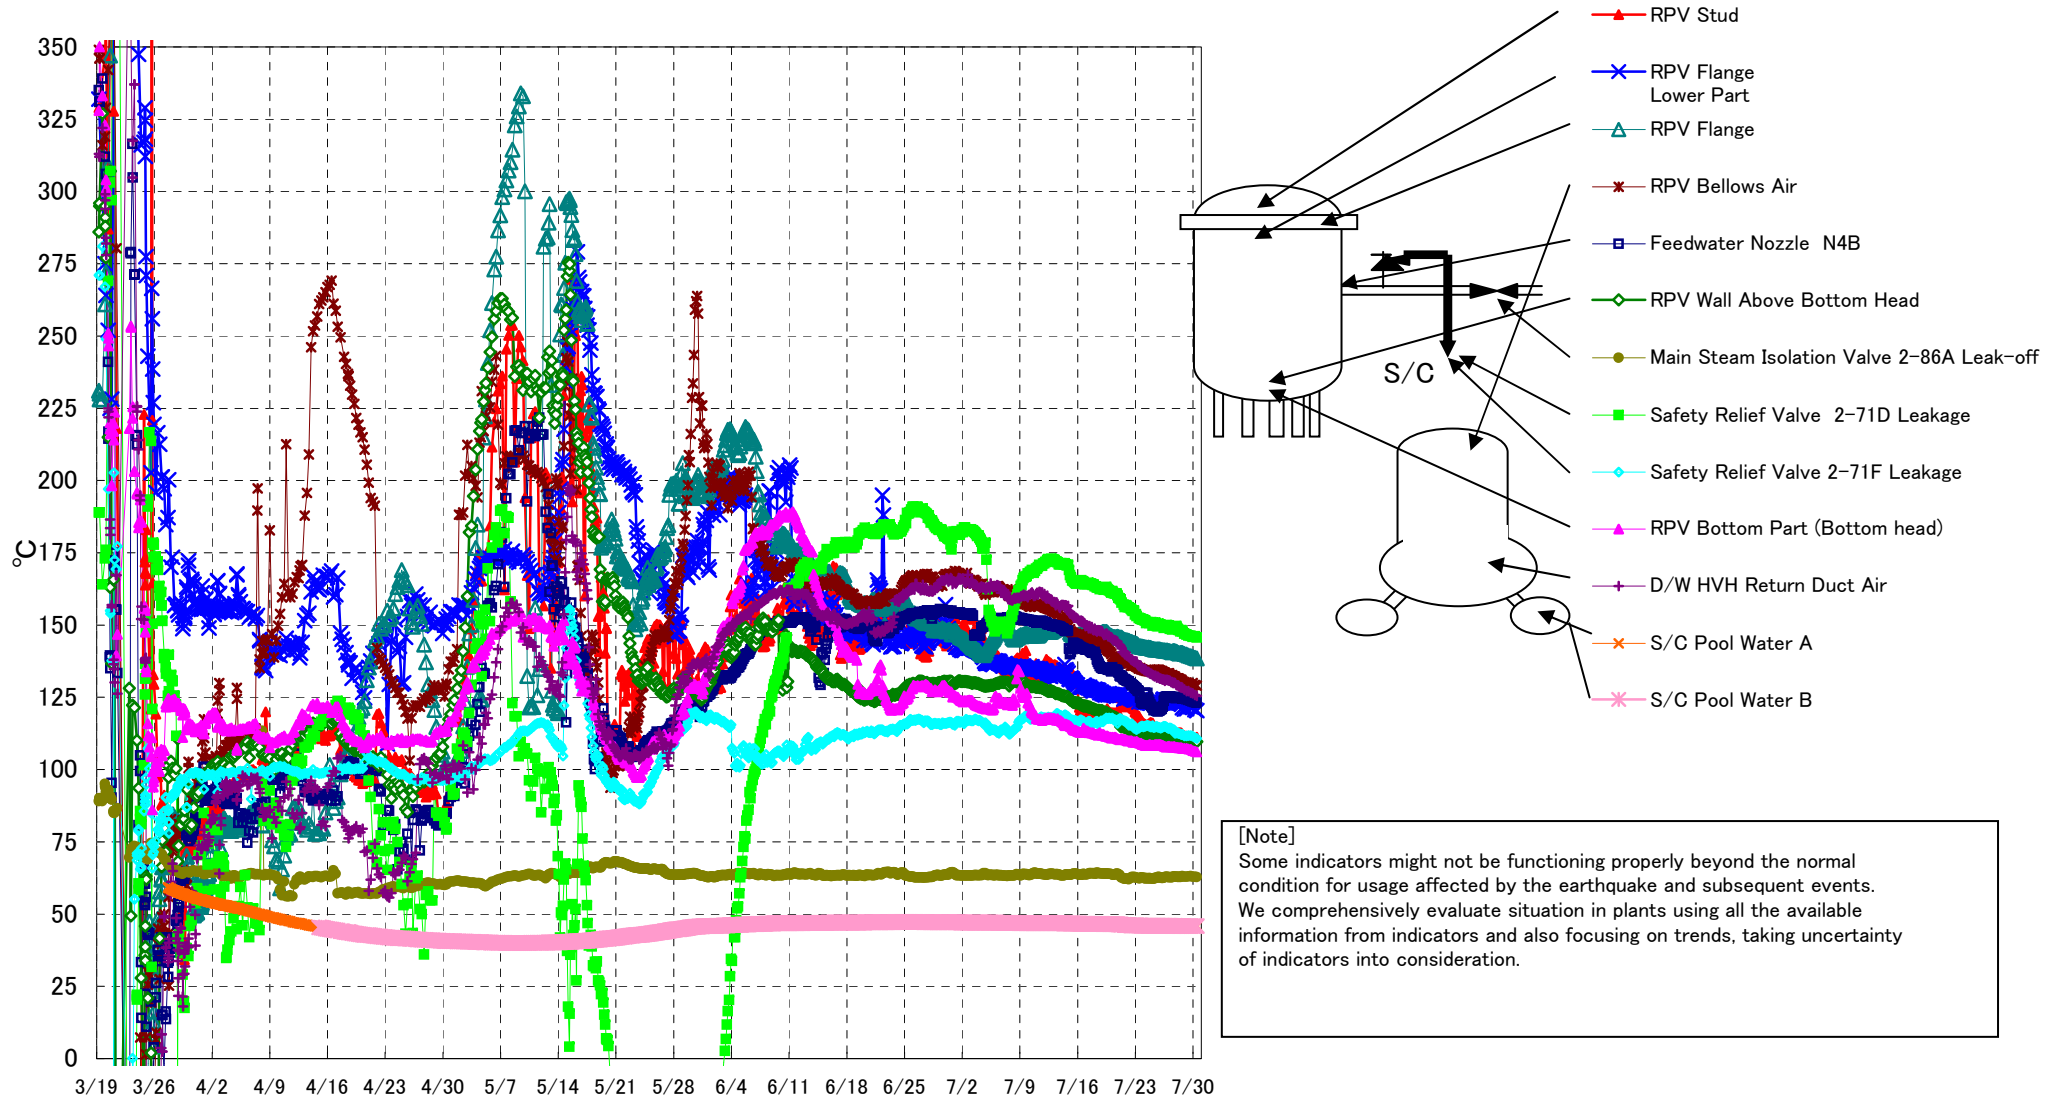 350
325
300
275
250
225
200
175
150
125
100
75
50
25
0
℃
3/19 3/26 4/2 4/9 4/16 4/23 4/30 5/7 5/14 5/21 5/28 6/4 6/11 6/18 6/25 7/2 7/9 7/16 7/23 7/30
RPV Stud
RPV Flange
Lower Part
RPV Flange
RPV Bellows Air
Feedwater Nozzle N4B
RPV Wall Above Bottom Head
Main Steam Isolation Valve 2-86A Leak-off
Safety Relief Valve 2-71D Leakage
Safety Relief Valve 2-71F Leakage
RPV Bottom Part (Bottom head)
D/W HVH Return Duct Air
S/C Pool Water A
S/C Pool Water B
S/C
[Note]
Some indicators might not be functioning properly beyond the normal
condition for usage affected by the earthquake and subsequent events.
We comprehensively evaluate situation in plants using all the available
information from indicators and also focusing on trends, taking uncertainty
of indicators into consideration.